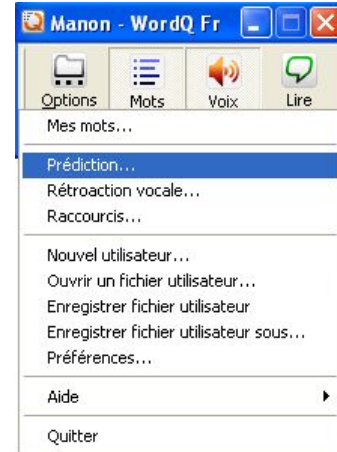 Manon - WordQ Fr
Options Mots Voix Lire
Mes mots...
Prédiction...
Rétroaction vocale...
Raccourcis...
Nouvel utilisateur...
Ouvrir un fichier utilisateur...
Enregistrer fichier utilisateur
Enregistrer fichier utilisateur sous...
Préférences...
Aide
Quitter